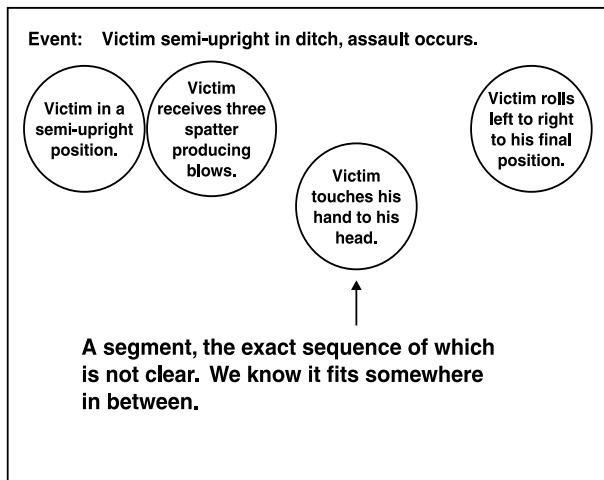 Event: Victim semi-upright in ditch, assault occurs.
Victim in a
semi-upright
position.
Victim
receives three
spatter
producing
blows.
Victim
touches his
hand to his
head.
Victim rolls
left to right
to his final
position.
A segment, the exact sequence of which
is not clear. We know it fits somewhere
in between.